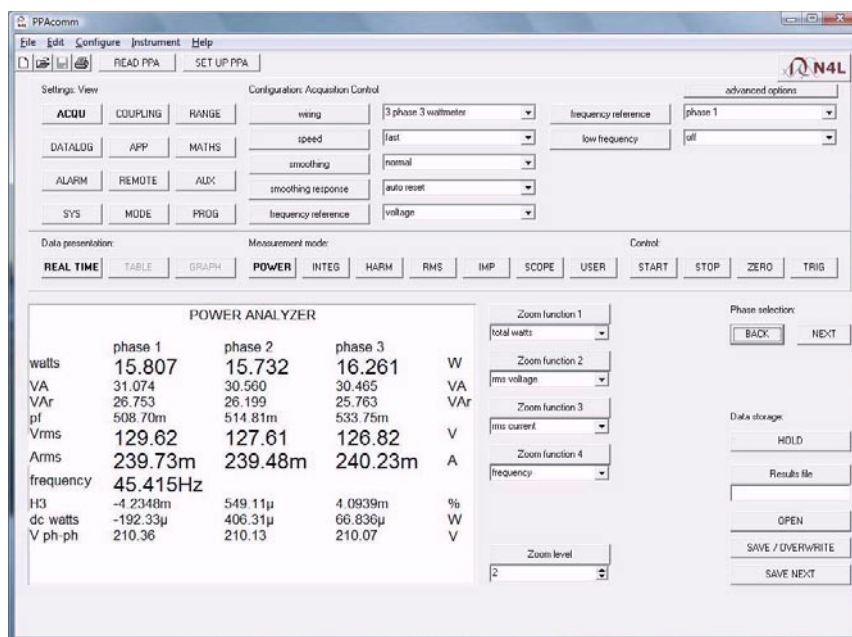 PPAcomm
File Edit Configure Instrument Help
READ PPA SET UP PPA
N4L
Settings: View Configuration: Acquisition Control advanced options
ACQU COUPLING RANGE wiring 3 phase 3 wattmeter frequency reference phase 1
speed fast low frequency off
DATALOG APP MATHS
smoothing normal
ALARM REMOTE AUX smoothing response auto reset
SYS MODE PROG frequency reference voltage
Data presentation: Measurement mode: Control:
REAL TIME TABLE GRAPH POWER INTEG HARM RMS IMP SCOPE USER START STOP ZERO TRIG
POWER ANALYZER Zoom function 1 Phase selection:
total watts BACK NEXT
phase 1 phase 2 phase 3
watts 15.807 15.732 16.261 W Zoom function 2
VA 31.074 30.560 30.465 VA rms voltage
VAr 26.753 26.199 25.763 VAr Zoom function 3
pf 508.70m 514.81m 533.75m Data storage:
Vrms 129.62 127.61 126.82 V rms current HOLD
Arms 239.73m 239.48m 240.23m A Zoom function 4
frequency 45.415Hz frequency Results file
H3 -4.2348m 549.11µ 4.0939m %
dc watts -192.33µ 406.31µ 66.836µ W OPEN
V ph-ph 210.36 210.13 210.07 V
Zoom level SAVE / OVERWRITE
2 SAVE NEXT